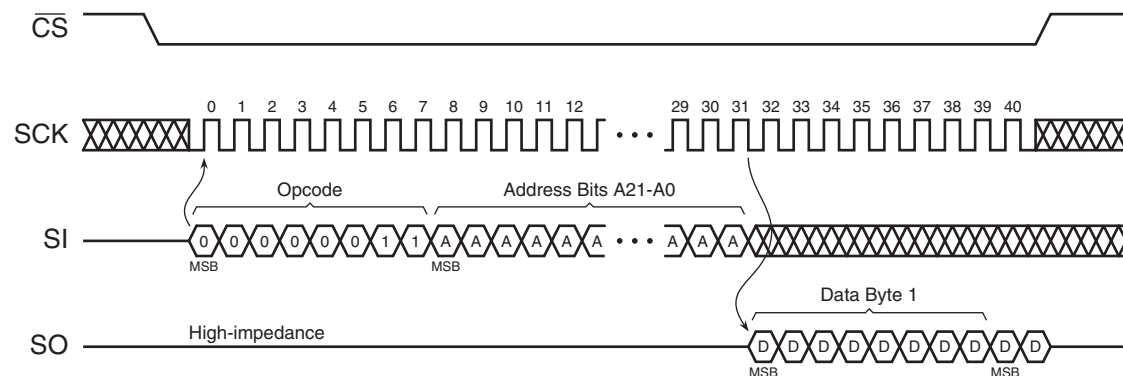 CS
0 1 2 3 4 5 6 7 8 9 10 11 12 29 30 31 32 33 34 35 36 37 38 39 40
SCK
Opcode Address Bits A21-A0
SI 0 0 0 0 0 0 1 1 A A A A A A A A A
MSB MSB
Data Byte 1
High-impedance
SO D D D D D D D D D D
MSB MSB